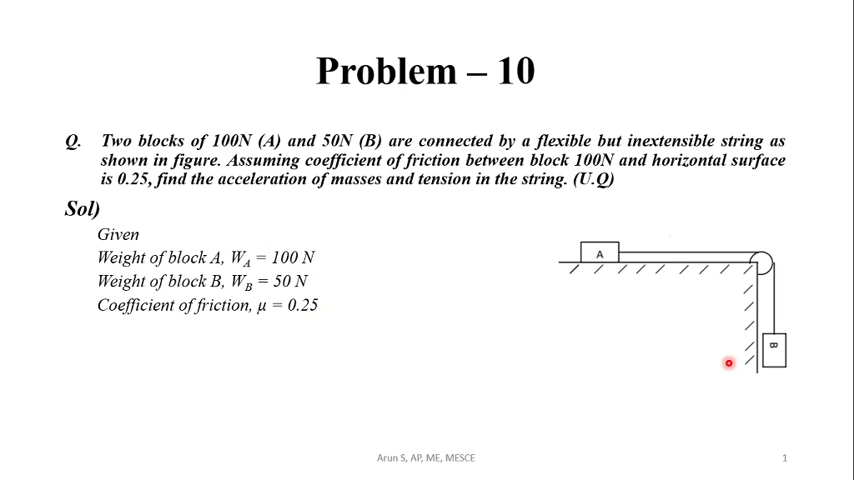 Problem – 10
Q. Two blocks of 100N (A) and 50N (B) are connected by a flexible but inextensible string as
shown in figure. Assuming coefficient of friction between block 100N and horizontal surface
is 0.25, find the acceleration of masses and tension in the string. (U.Q)
Sol)
Given
Weight of block A, W_A = 100 N
Weight of block B, W_B = 50 N
Coefficient of friction, μ = 0.25
A
B
Arun S, AP, ME, MESCE
1